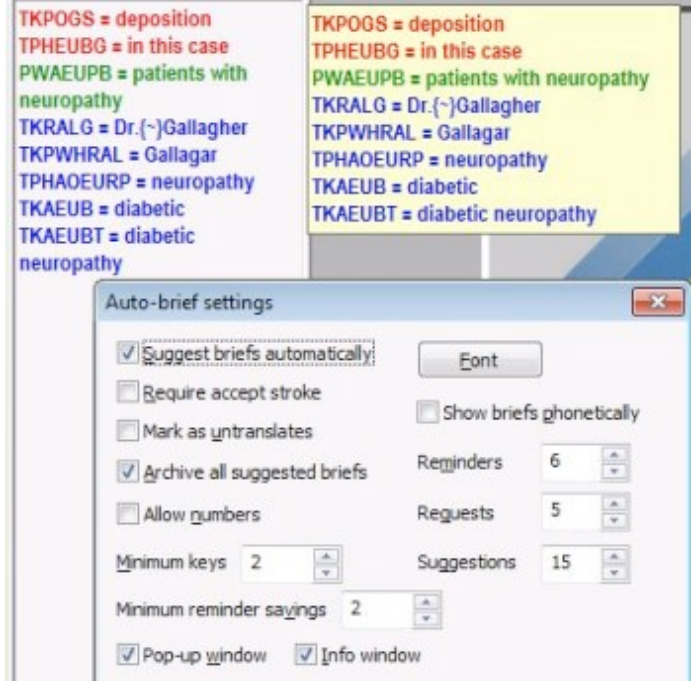 TKPOGS = deposition
TPHEUBG = in this case
PWAEUPB = patients with
neuropathy
TKRALG = Dr.{~}Gallagher
TKPWHRAL = Gallagar
TPHAOEURP = neuropathy
TKAEUB = diabetic
TKAEUBT = diabetic
neuropathy
TKPOGS = deposition
TPHEUBG = in this case
PWAEUPB = patients with neuropathy
TKRALG = Dr.{~}Gallagher
TKPWHRAL = Gallagar
TPHAOEURP = neuropathy
TKAEUB = diabetic
TKAEUBT = diabetic neuropathy
Auto-brief settings
Suggest briefs automatically
Font
Require accept stroke
Show briefs phonetically
Mark as untranslates
Archive all suggested briefs
Reminders 6
Allow numbers
Requests 5
Minimum keys 2
Suggestions 15
Minimum reminder savings 2
Pop-up window Info window